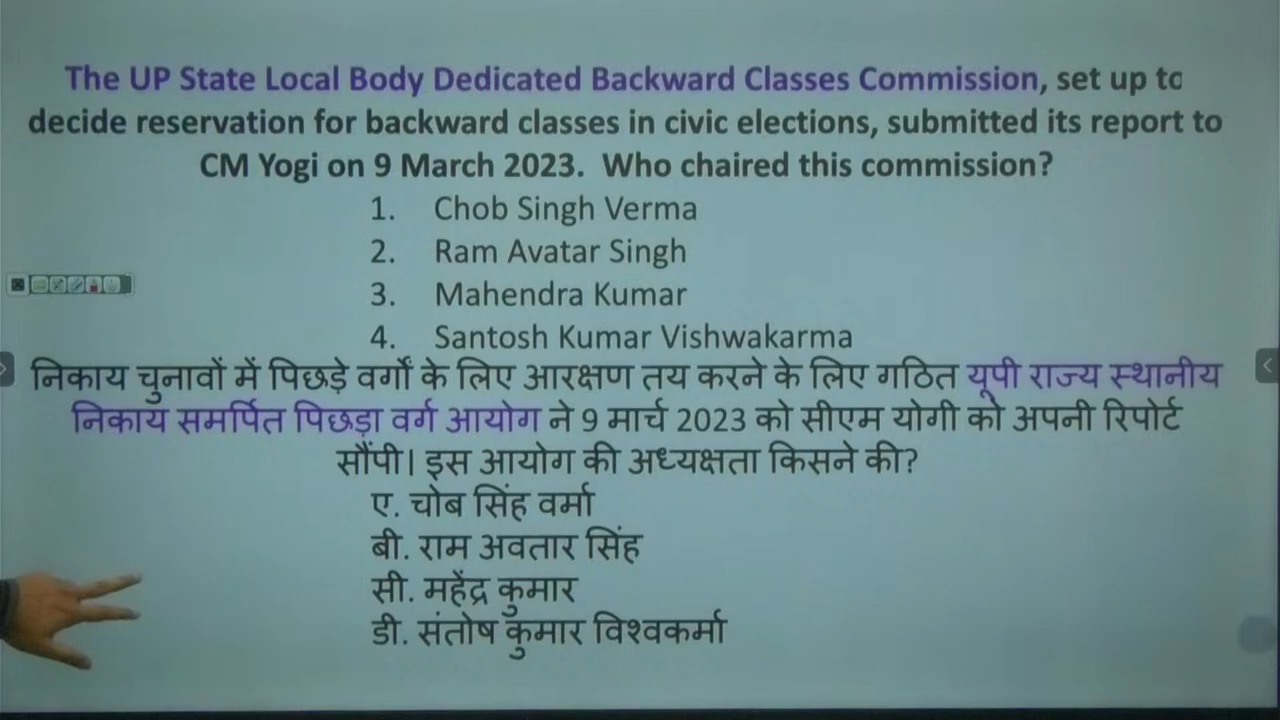 The UP State Local Body Dedicated Backward Classes Commission, set up to
decide reservation for backward classes in civic elections, submitted its report to
CM Yogi on 9 March 2023. Who chaired this commission?
1. Chob Singh Verma
2. Ram Avatar Singh
3. Mahendra Kumar
4. Santosh Kumar Vishwakarma
निकाय चुनावों में पिछड़े वर्गों के लिए आरक्षण तय करने के लिए गठित यूपी राज्य स्थानीय
निकाय समर्पित पिछड़ा वर्ग आयोग ने 9 मार्च 2023 को सीएम योगी को अपनी रिपोर्ट
सौंपी। इस आयोग की अध्यक्षता किसने की?
ए. चोब सिंह वर्मा
बी. राम अवतार सिंह
सी. महेंद्र कुमार
डी. संतोष कुमार विश्वकर्मा